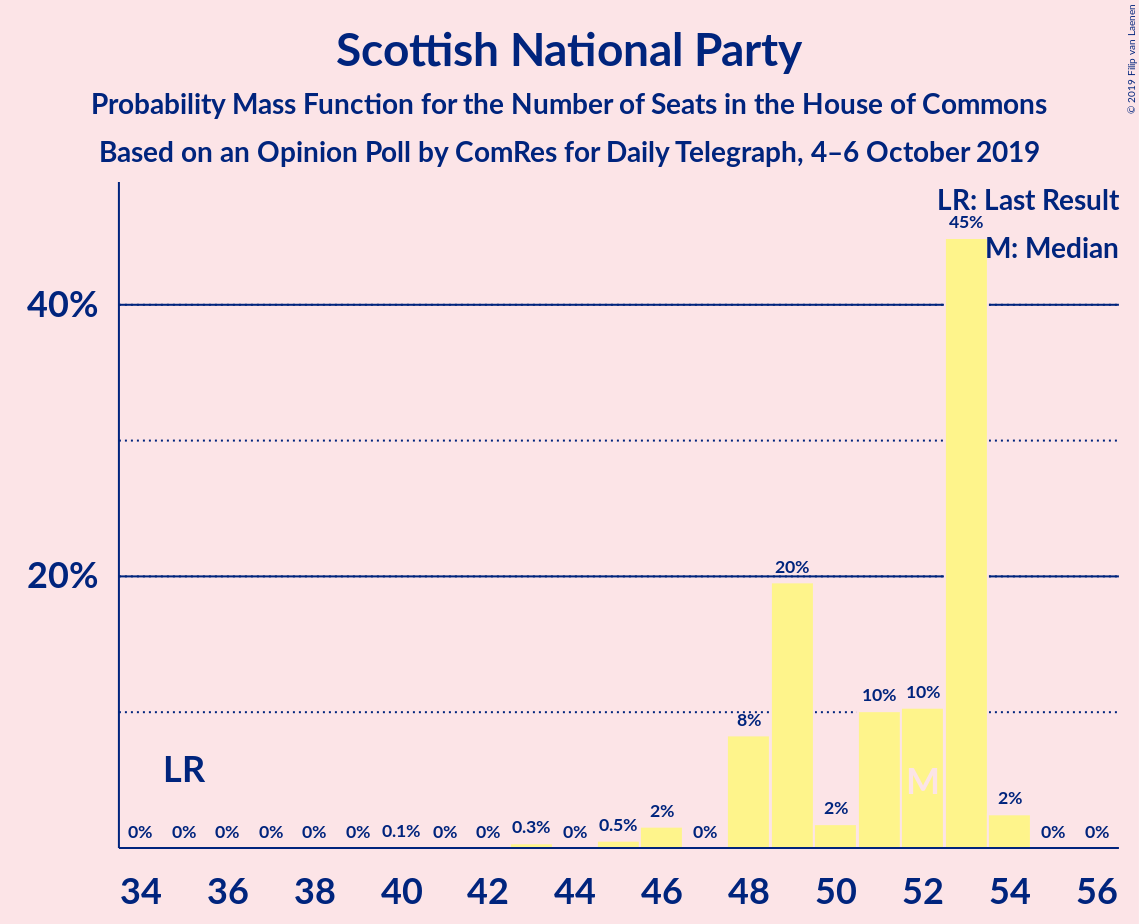 Scottish National Party
Probability Mass Function for the Number of Seats in the House of Commons
Based on an Opinion Poll by ComRes for Daily Telegraph, 4–6 October 2019
© 2019 Filip van Laenen
LR: Last Result
M: Median
40%
20%
LR
M
0% 0% 0% 0% 0% 0% 0.1% 0% 0% 0.3% 0% 0.5% 2% 0% 8% 20% 2% 10% 10% 45% 2% 0% 0%
34 36 38 40 42 44 46 48 50 52 54 56